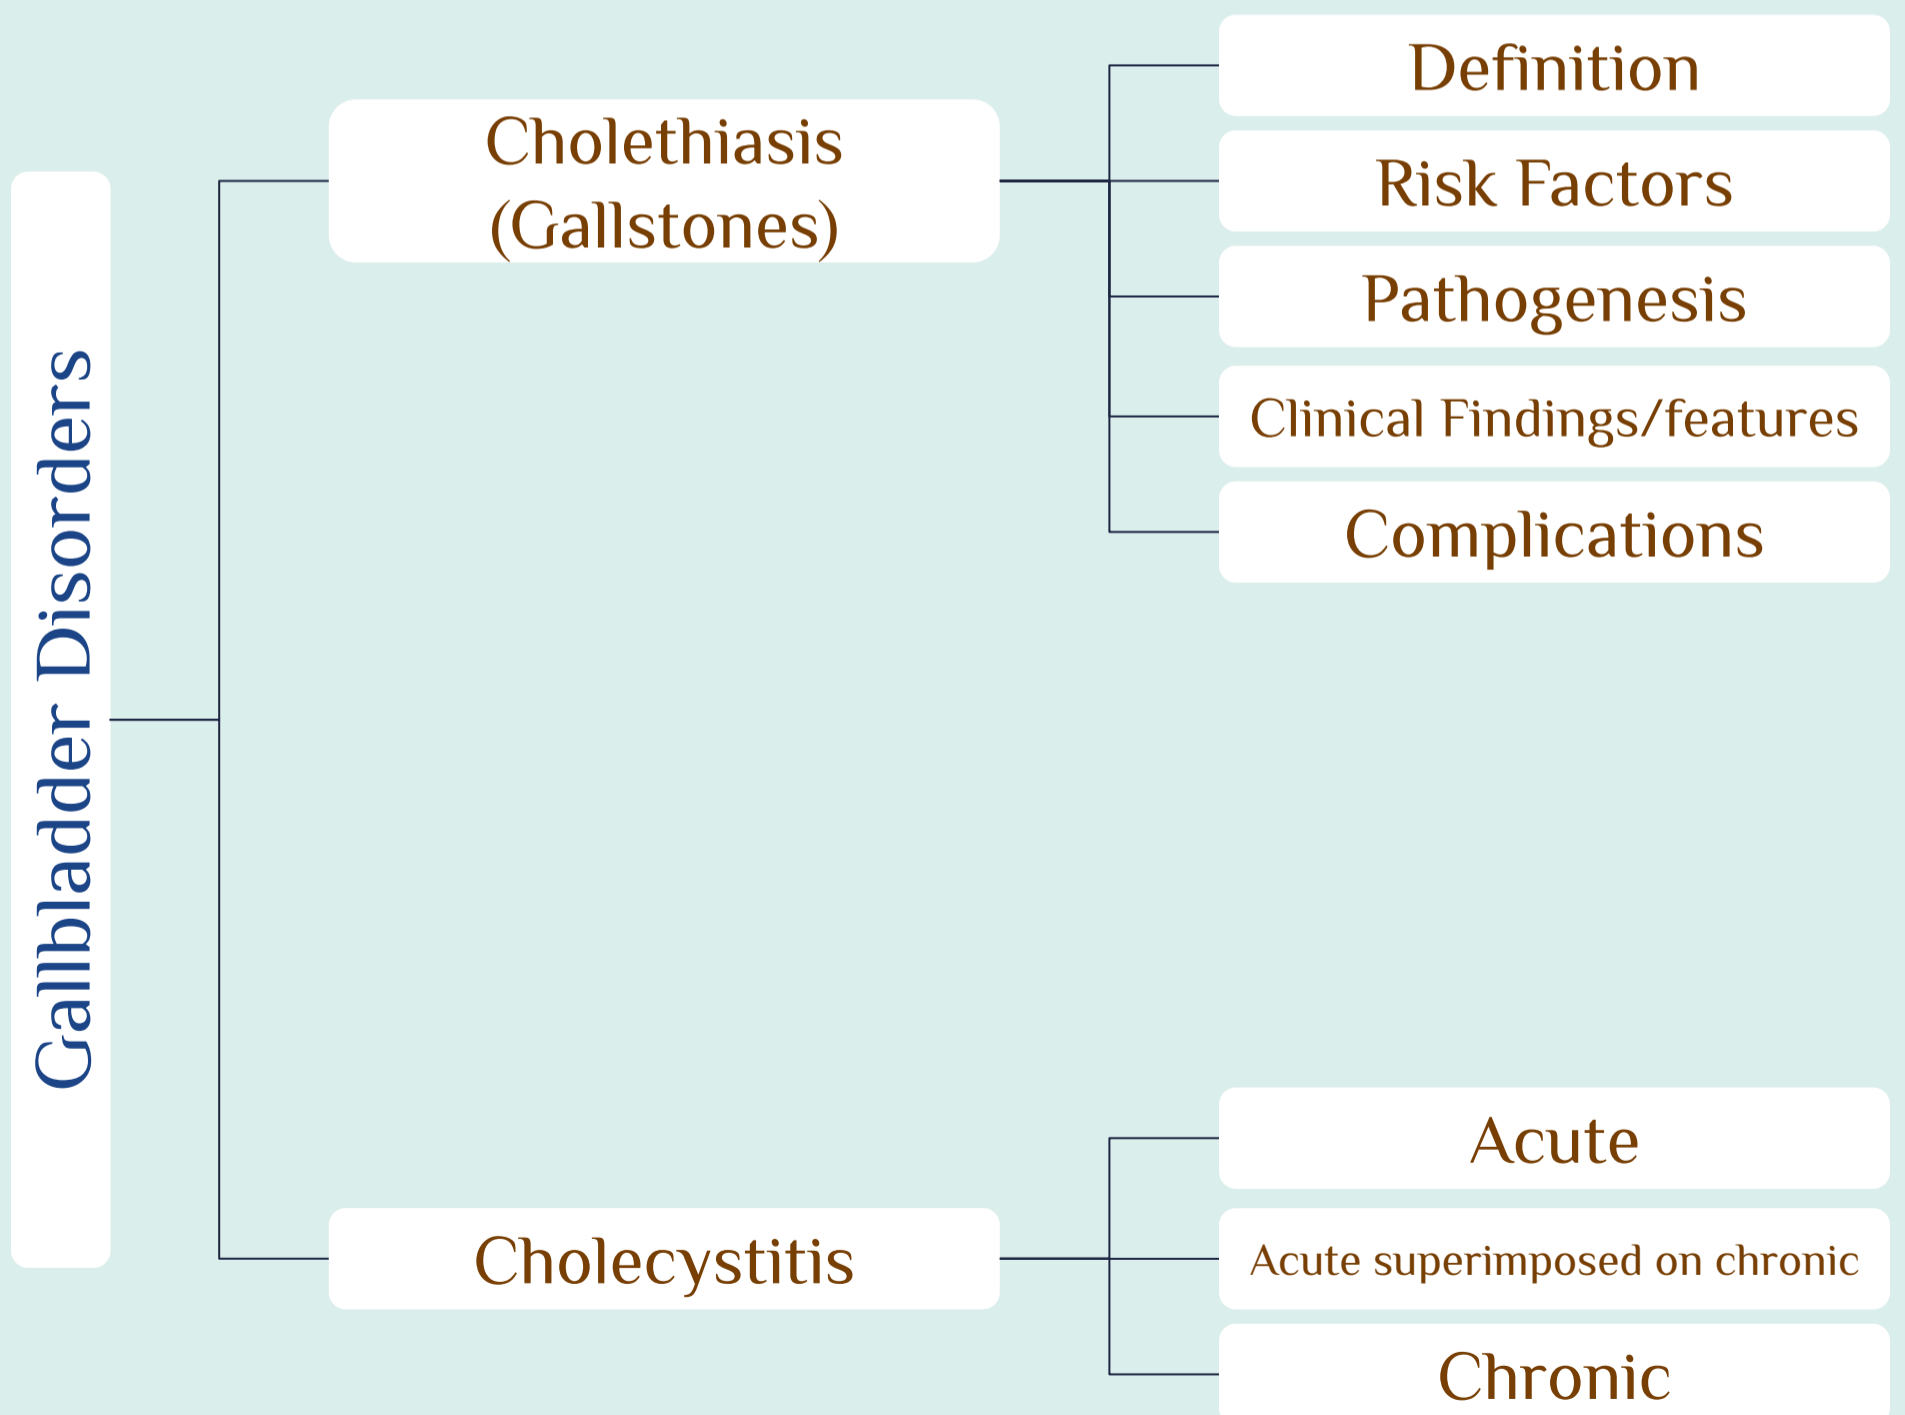 Gallbladder Disorders
Cholethiasis
(Gallstones)
Definition
Risk Factors
Pathogenesis
Clinical Findings/features
Complications
Cholecystitis
Acute
Acute superimposed on chronic
Chronic